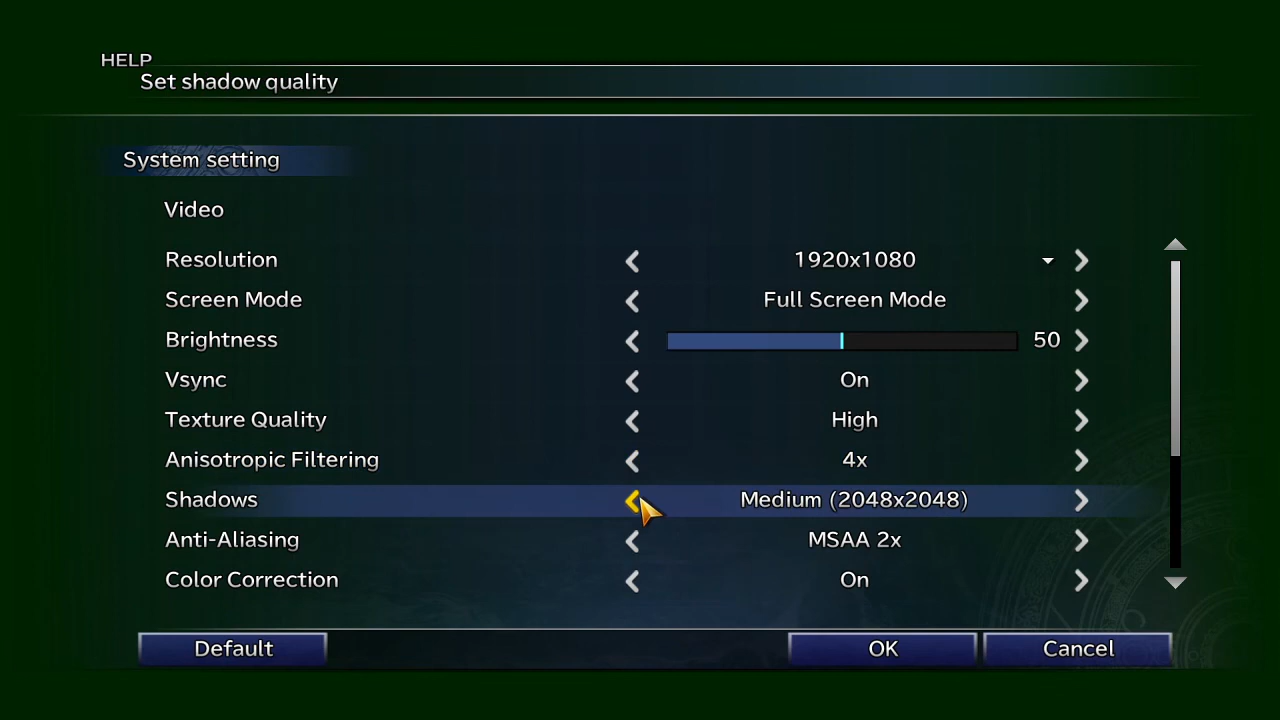 HELP
Set shadow quality
System setting
Video
Resolution 1920x1080
Screen Mode Full Screen Mode
Brightness 50
Vsync On
Texture Quality High
Anisotropic Filtering 4x
Shadows Medium (2048x2048)
Anti-Aliasing MSAA 2x
Color Correction On
Default OK Cancel